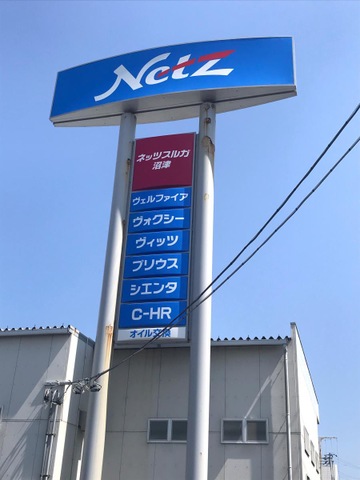 Netz
ネッツスルガ
沼津
ヴェルファイア
ヴォクシー
ヴィッツ
プリウス
シエンタ
C-HR
オイル交換